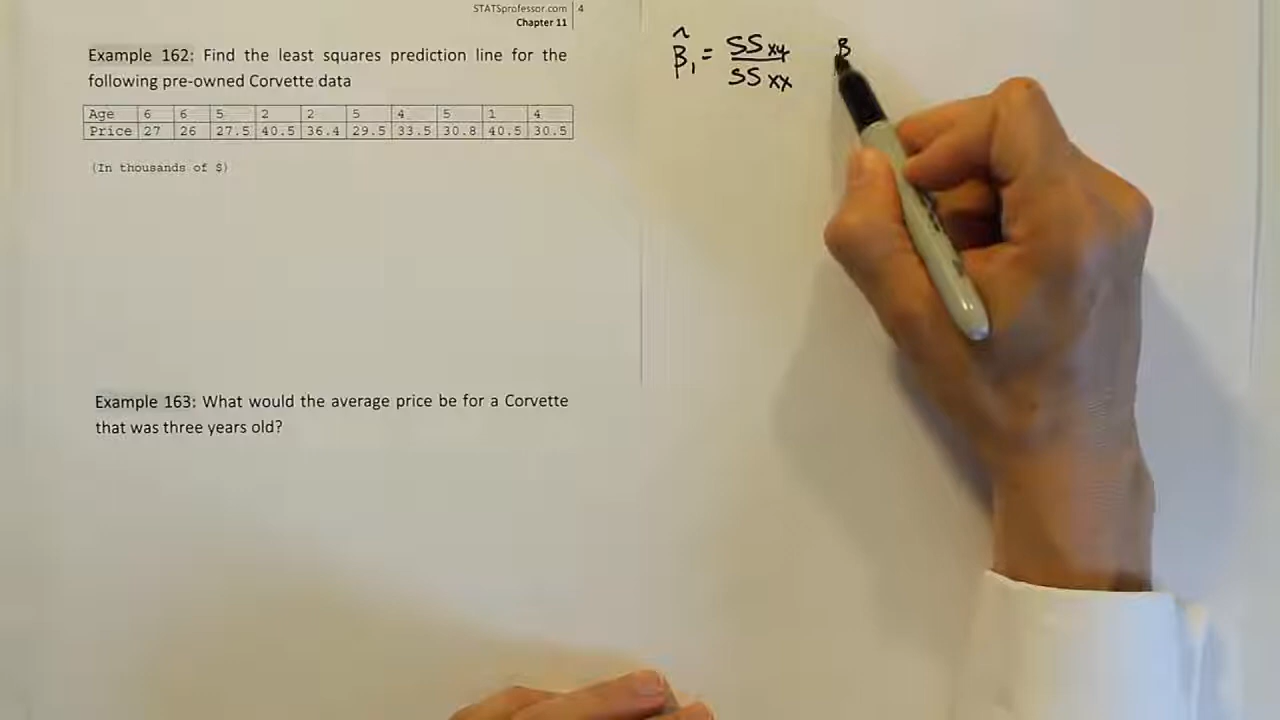 STATSprofessor.com 4
Chapter 11
Example 162: Find the least squares prediction line for the
following pre-owned Corvette data
Age 6 6 5 2 2 5 4 5 1 4
Price 27 26 27.5 40.5 36.4 29.5 33.5 30.8 40.5 30.5
(In thousands of $)
Example 163: What would the average price be for a Corvette
that was three years old?
β̂₁ = SSxy / SSxx β